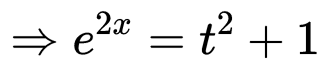 ⇒ e^{2x} = t^2 + 1